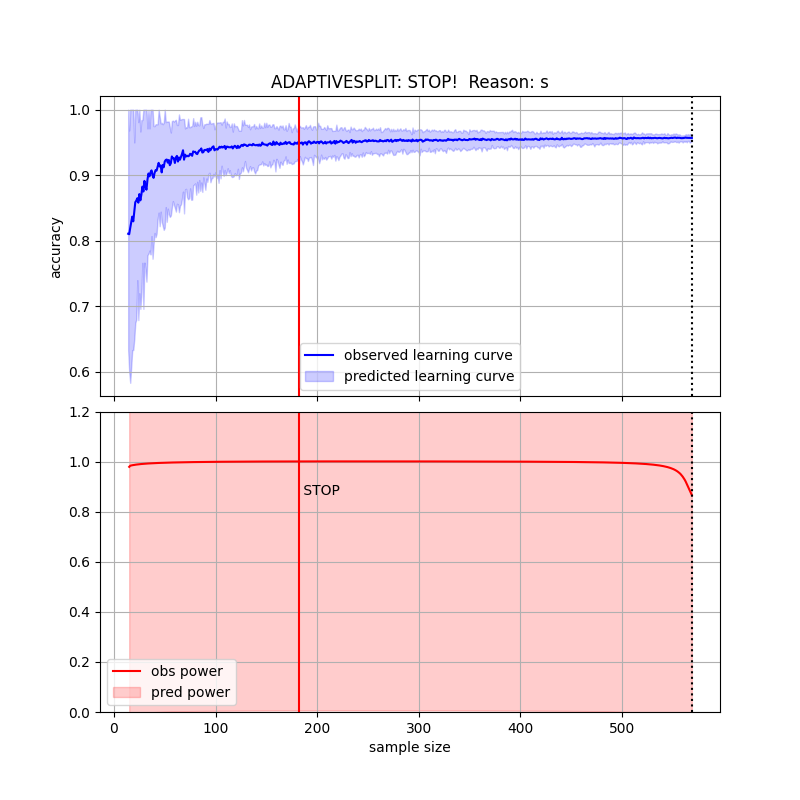 ADAPTIVESPLIT: STOP!  Reason: s
1.0
0.9
0.8
0.7
0.6
accuracy
observed learning curve
predicted learning curve
1.2
1.0
0.8
0.6
0.4
0.2
0.0
STOP
obs power
pred power
0 100 200 300 400 500
sample size